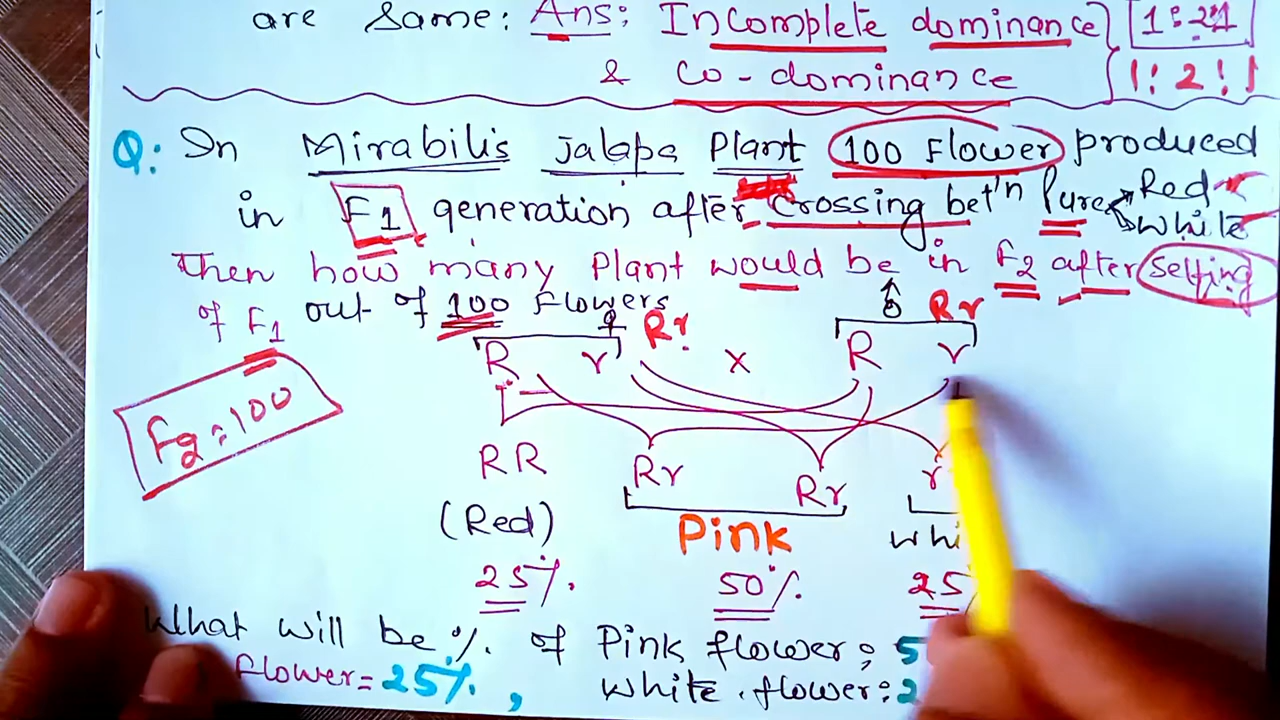 are Same: Ans: Incomplete dominance 1:2:1
& Co-dominance 1:2:1
Q: In Mirabilis jalapa Plant 100 Flower produced
in F1 generation after crossing bet'n Pure Red
White
Then how many Plant would be in F2 after Selfing
of F1 out of 100 Flowers
♀ Rr ♂ Rr
R r x R r
F2 = 100
RR Rr Rr r
(Red) Pink Whi
25% 50% 25
What will be % of Pink flower: 5
flower = 25%, White flower: 2